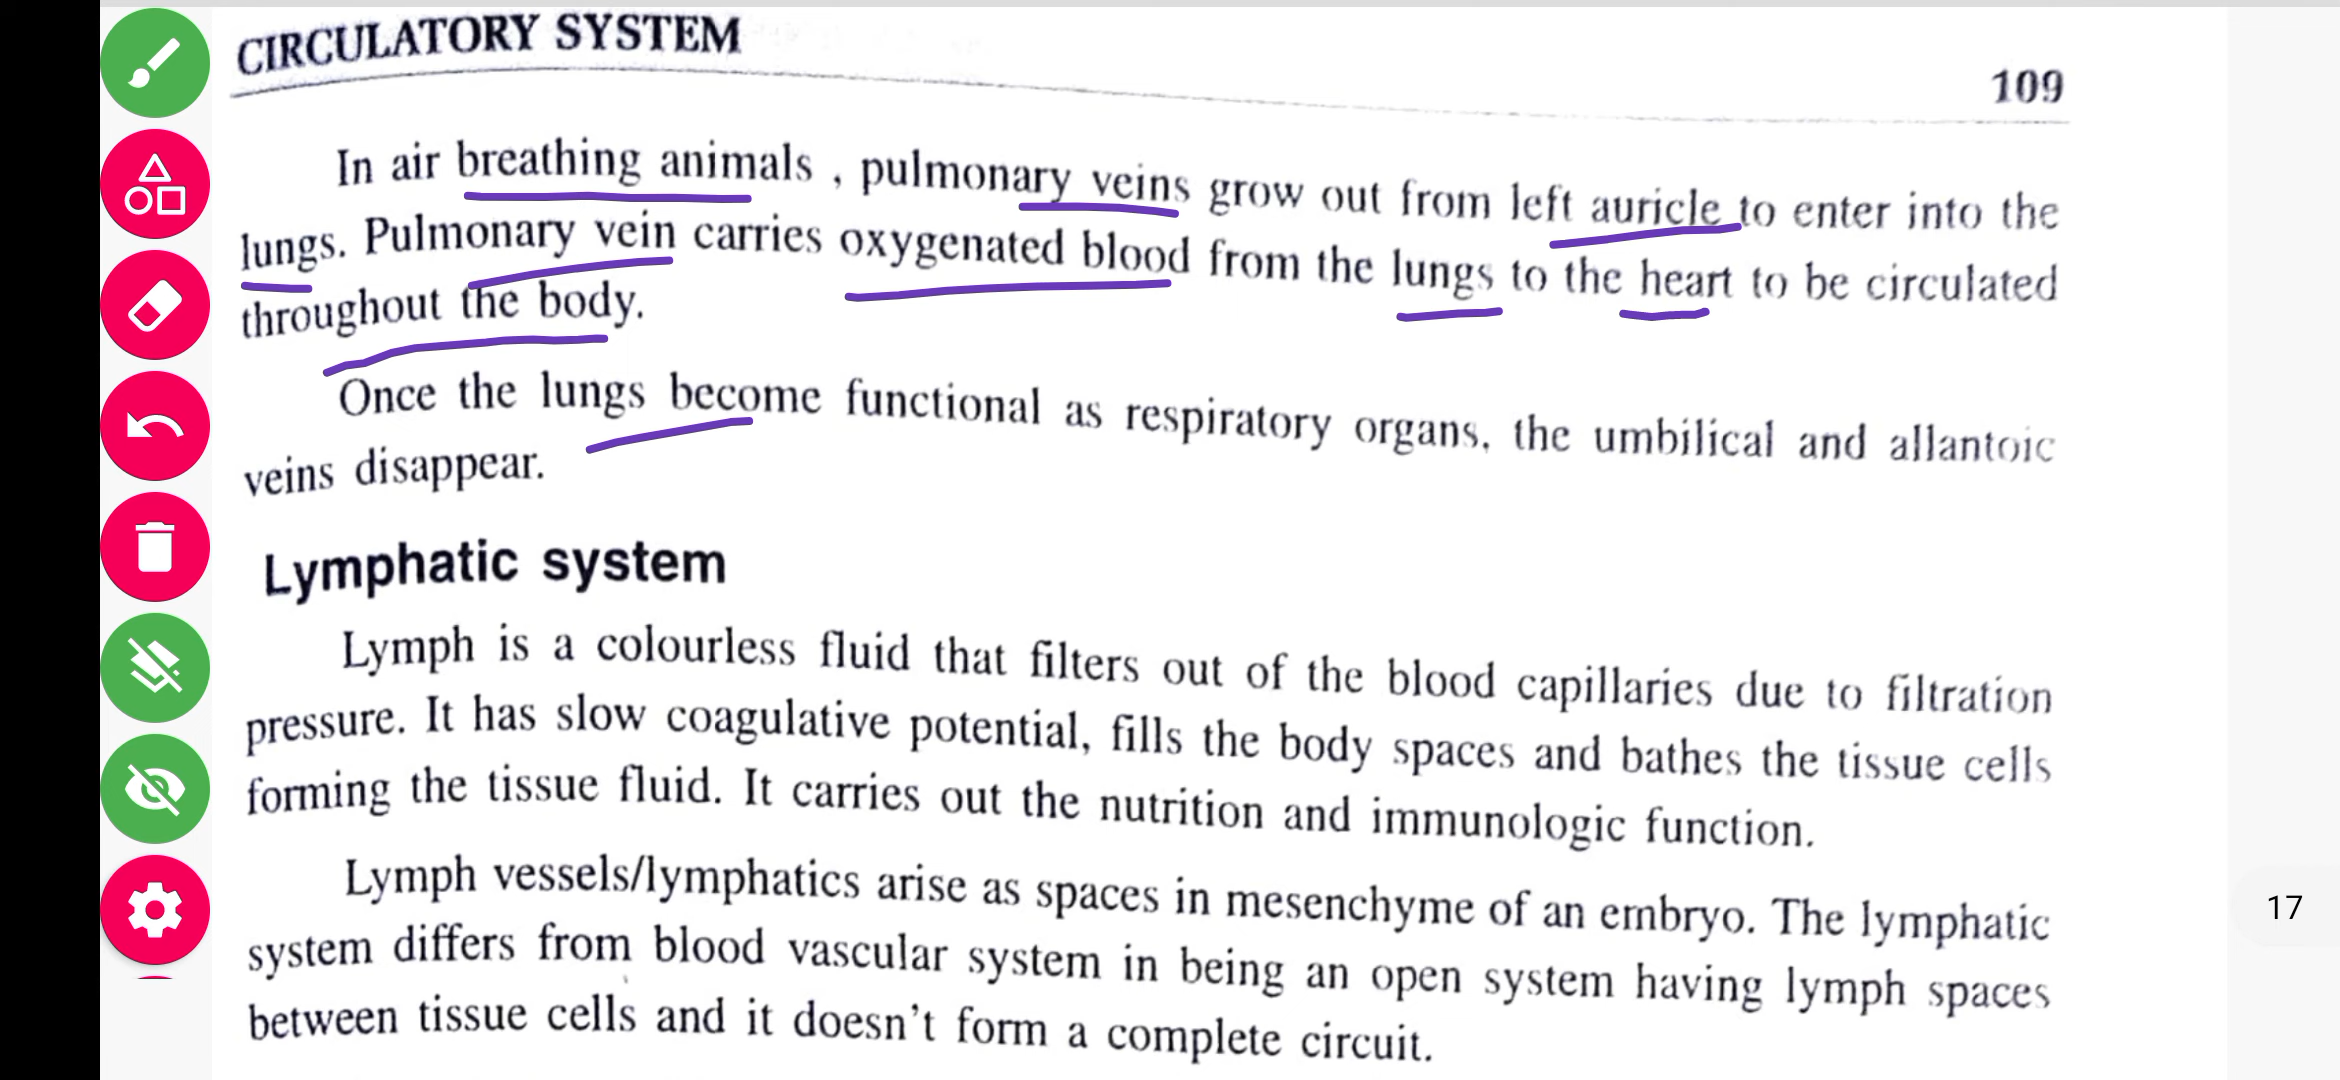 CIRCULATORY SYSTEM
109
In air breathing animals , pulmonary veins grow out from left auricle to enter into the
lungs. Pulmonary vein carries oxygenated blood from the lungs to the heart to be circulated
throughout the body.
Once the lungs become functional as respiratory organs, the umbilical and allantoic
veins disappear.
Lymphatic system
Lymph is a colourless fluid that filters out of the blood capillaries due to filtration
pressure. It has slow coagulative potential, fills the body spaces and bathes the tissue cells
forming the tissue fluid. It carries out the nutrition and immunologic function.
Lymph vessels/lymphatics arise as spaces in mesenchyme of an embryo. The lymphatic
system differs from blood vascular system in being an open system having lymph spaces
between tissue cells and it doesn't form a complete circuit.
17